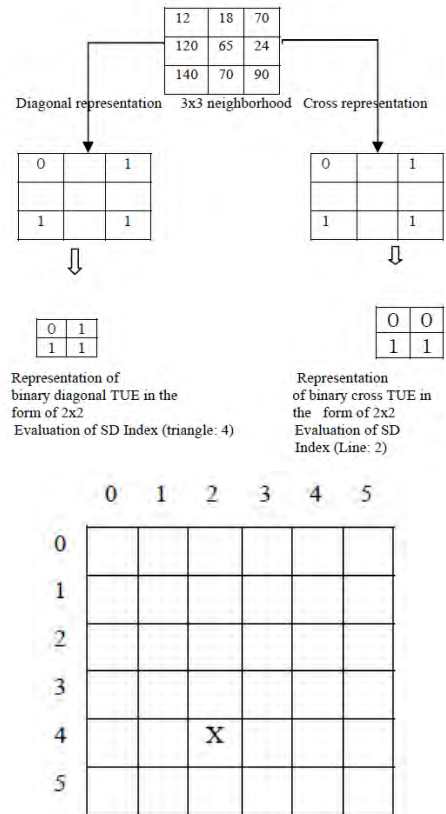 12 18 70
120 65 24
140 70 90
Diagonal representation 3x3 neighborhood Cross representation
0 1 0 1
1 1 1 1
0 1 0 0
1 1 1 1
Representation of
binary diagonal TUE in the
form of 2x2
Evaluation of SD Index (triangle: 4)
Representation
of binary cross TUE in
the form of 2x2
Evaluation of SD
Index (Line: 2)
0 1 2 3 4 5
0
1
2
3
4 X
5